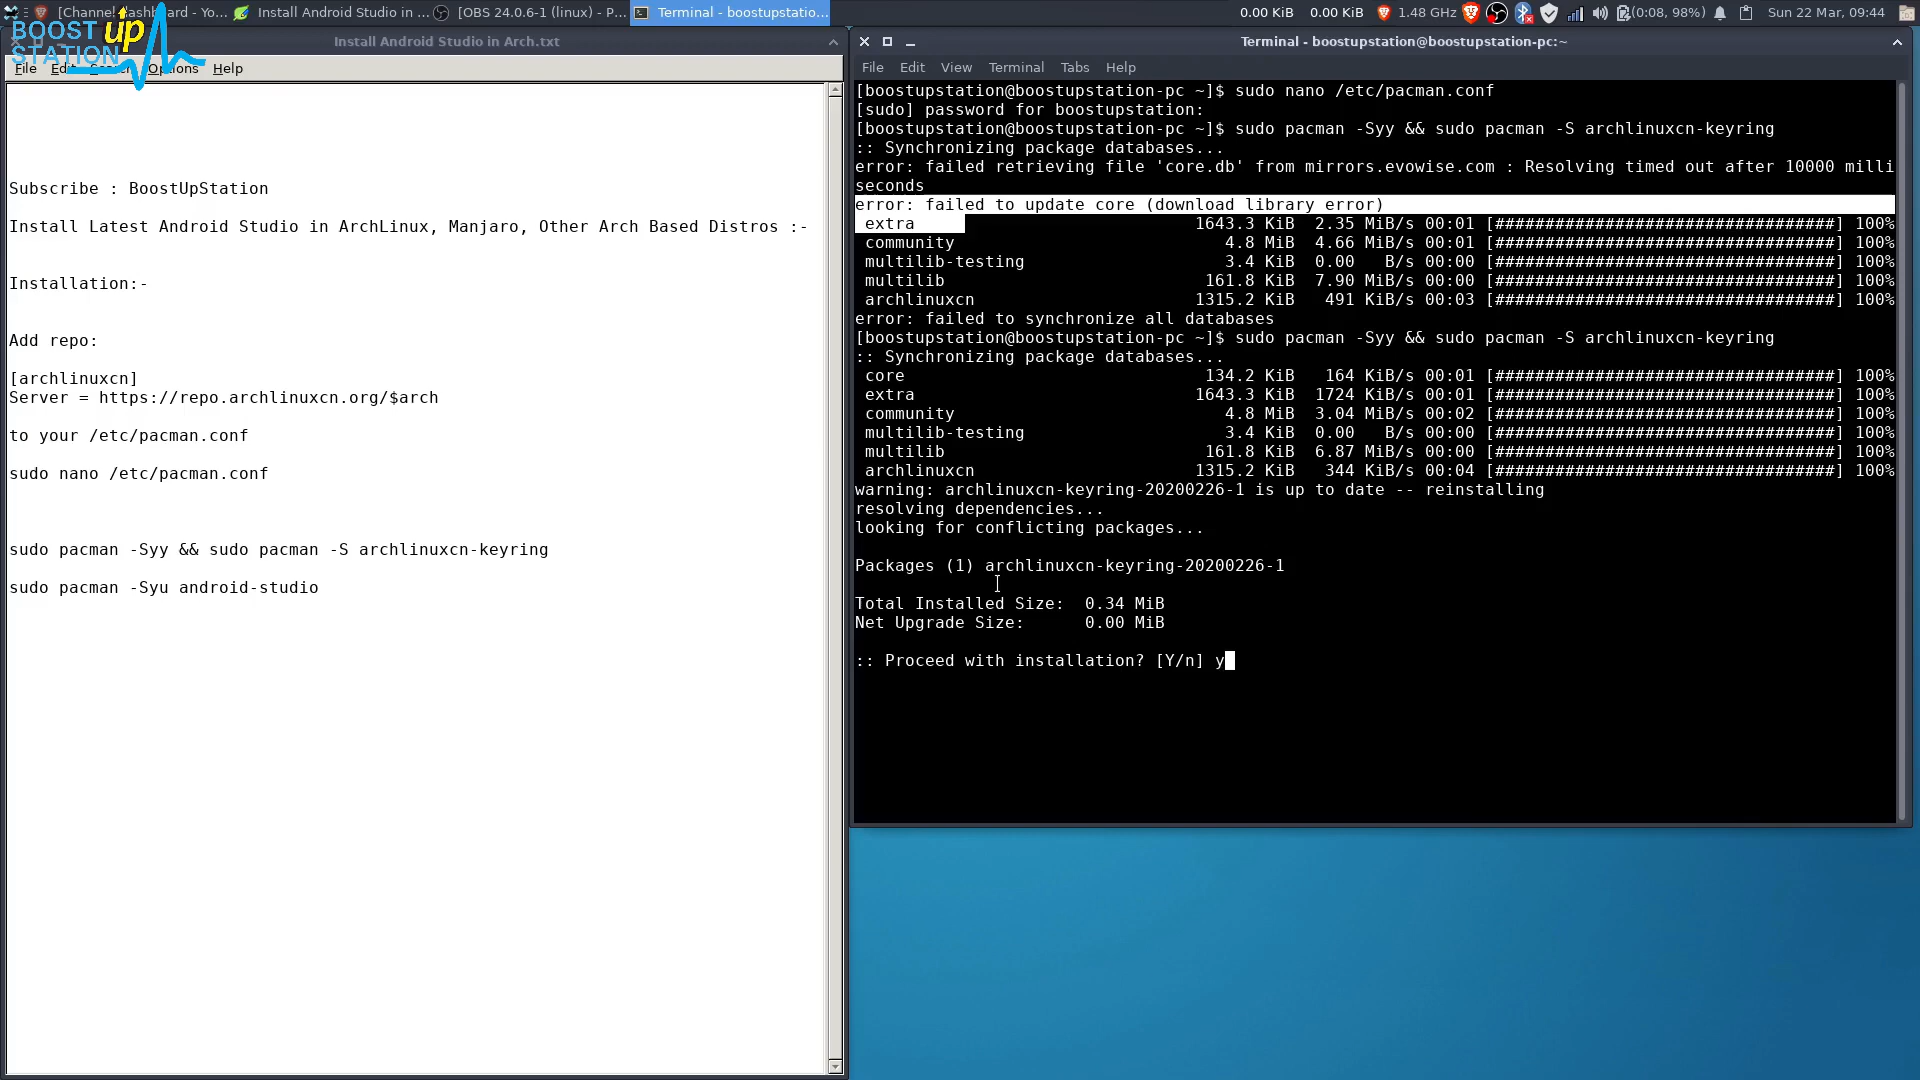 [Channel dashboard - Yo...
Install Android Studio in ...
[OBS 24.0.6-1 (linux) - P...
Terminal - boostupstatio...
0.00 KiB 0.00 KiB 1.48 GHz (0:08, 98%) Sun 22 Mar, 09:44
BOOST up
STATION
Install Android Studio in Arch.txt
File Edit Search Options Help
Subscribe : BoostUpStation
Install Latest Android Studio in ArchLinux, Manjaro, Other Arch Based Distros :-
Installation:-
Add repo:
[archlinuxcn]
Server = https://repo.archlinuxcn.org/$arch
to your /etc/pacman.conf
sudo nano /etc/pacman.conf
sudo pacman -Syy && sudo pacman -S archlinuxcn-keyring
sudo pacman -Syu android-studio
Terminal - boostupstation@boostupstation-pc:~
File Edit View Terminal Tabs Help
[boostupstation@boostupstation-pc ~]$ sudo nano /etc/pacman.conf
[sudo] password for boostupstation:
[boostupstation@boostupstation-pc ~]$ sudo pacman -Syy && sudo pacman -S archlinuxcn-keyring
:: Synchronizing package databases...
error: failed retrieving file 'core.db' from mirrors.evowise.com : Resolving timed out after 10000 milli
seconds
error: failed to update core (download library error)
extra 1643.3 KiB 2.35 MiB/s 00:01 [##################################] 100%
community 4.8 MiB 4.66 MiB/s 00:01 [##################################] 100%
multilib-testing 3.4 KiB 0.00 B/s 00:00 [##################################] 100%
multilib 161.8 KiB 7.90 MiB/s 00:00 [##################################] 100%
archlinuxcn 1315.2 KiB 491 KiB/s 00:03 [##################################] 100%
error: failed to synchronize all databases
[boostupstation@boostupstation-pc ~]$ sudo pacman -Syy && sudo pacman -S archlinuxcn-keyring
:: Synchronizing package databases...
core 134.2 KiB 164 KiB/s 00:01 [##################################] 100%
extra 1643.3 KiB 1724 KiB/s 00:01 [##################################] 100%
community 4.8 MiB 3.04 MiB/s 00:02 [##################################] 100%
multilib-testing 3.4 KiB 0.00 B/s 00:00 [##################################] 100%
multilib 161.8 KiB 6.87 MiB/s 00:00 [##################################] 100%
archlinuxcn 1315.2 KiB 344 KiB/s 00:04 [##################################] 100%
warning: archlinuxcn-keyring-20200226-1 is up to date -- reinstalling
resolving dependencies...
looking for conflicting packages...
Packages (1) archlinuxcn-keyring-20200226-1
Total Installed Size: 0.34 MiB
Net Upgrade Size: 0.00 MiB
:: Proceed with installation? [Y/n] y